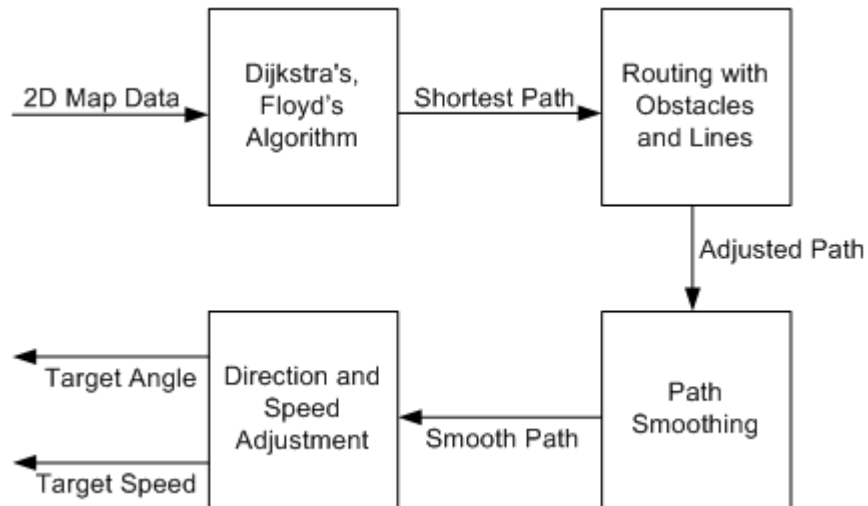 2D Map Data
Dijkstra's,
Floyd's
Algorithm
Shortest Path
Routing with
Obstacles
and Lines
Adjusted Path
Path
Smoothing
Smooth Path
Direction and
Speed
Adjustment
Target Angle
Target Speed